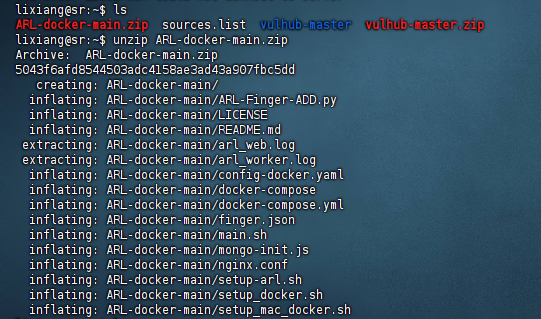 lixiang@sr:~$ ls
ARL-docker-main.zip sources.list vulhub-master vulhub-master.zip
lixiang@sr:~$ unzip ARL-docker-main.zip
Archive: ARL-docker-main.zip
5043f6afd8544503adc4158ae3ad43a907fbc5dd
creating: ARL-docker-main/
inflating: ARL-docker-main/ARL-Finger-ADD.py
inflating: ARL-docker-main/LICENSE
inflating: ARL-docker-main/README.md
extracting: ARL-docker-main/arl_web.log
extracting: ARL-docker-main/arl_worker.log
inflating: ARL-docker-main/config-docker.yaml
inflating: ARL-docker-main/docker-compose
inflating: ARL-docker-main/docker-compose.yml
inflating: ARL-docker-main/finger.json
inflating: ARL-docker-main/main.sh
inflating: ARL-docker-main/mongo-init.js
inflating: ARL-docker-main/nginx.conf
inflating: ARL-docker-main/setup-arl.sh
inflating: ARL-docker-main/setup_docker.sh
inflating: ARL-docker-main/setup_mac_docker.sh